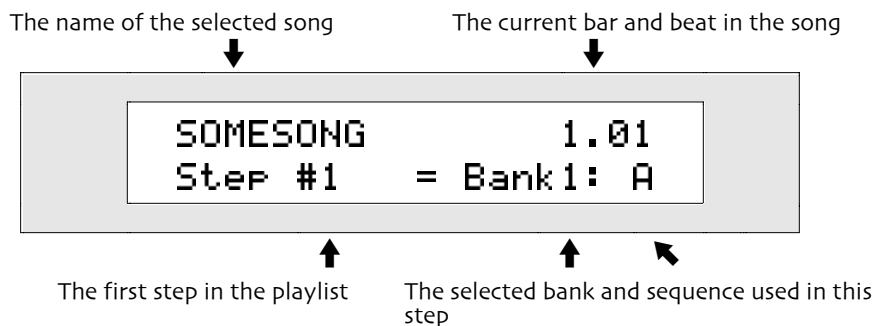 The name of the selected song
The current bar and beat in the song
SOMESONG 1.01
Step #1 = Bank1: A
The first step in the playlist
The selected bank and sequence used in this
step